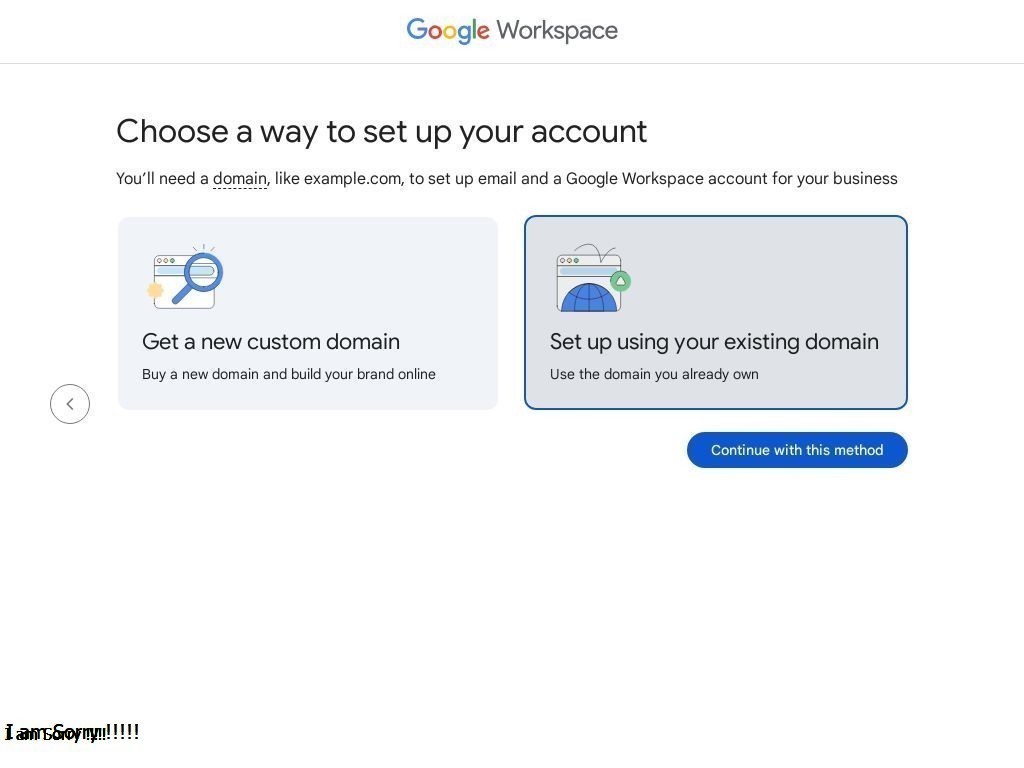 Google Workspace
Choose a way to set up your account
You’ll need a domain, like example.com, to set up email and a Google Workspace account for your business
Get a new custom domain
Buy a new domain and build your brand online
Set up using your existing domain
Use the domain you already own
Continue with this method
I am Sorry !!!!!
I am Sorry !!!!